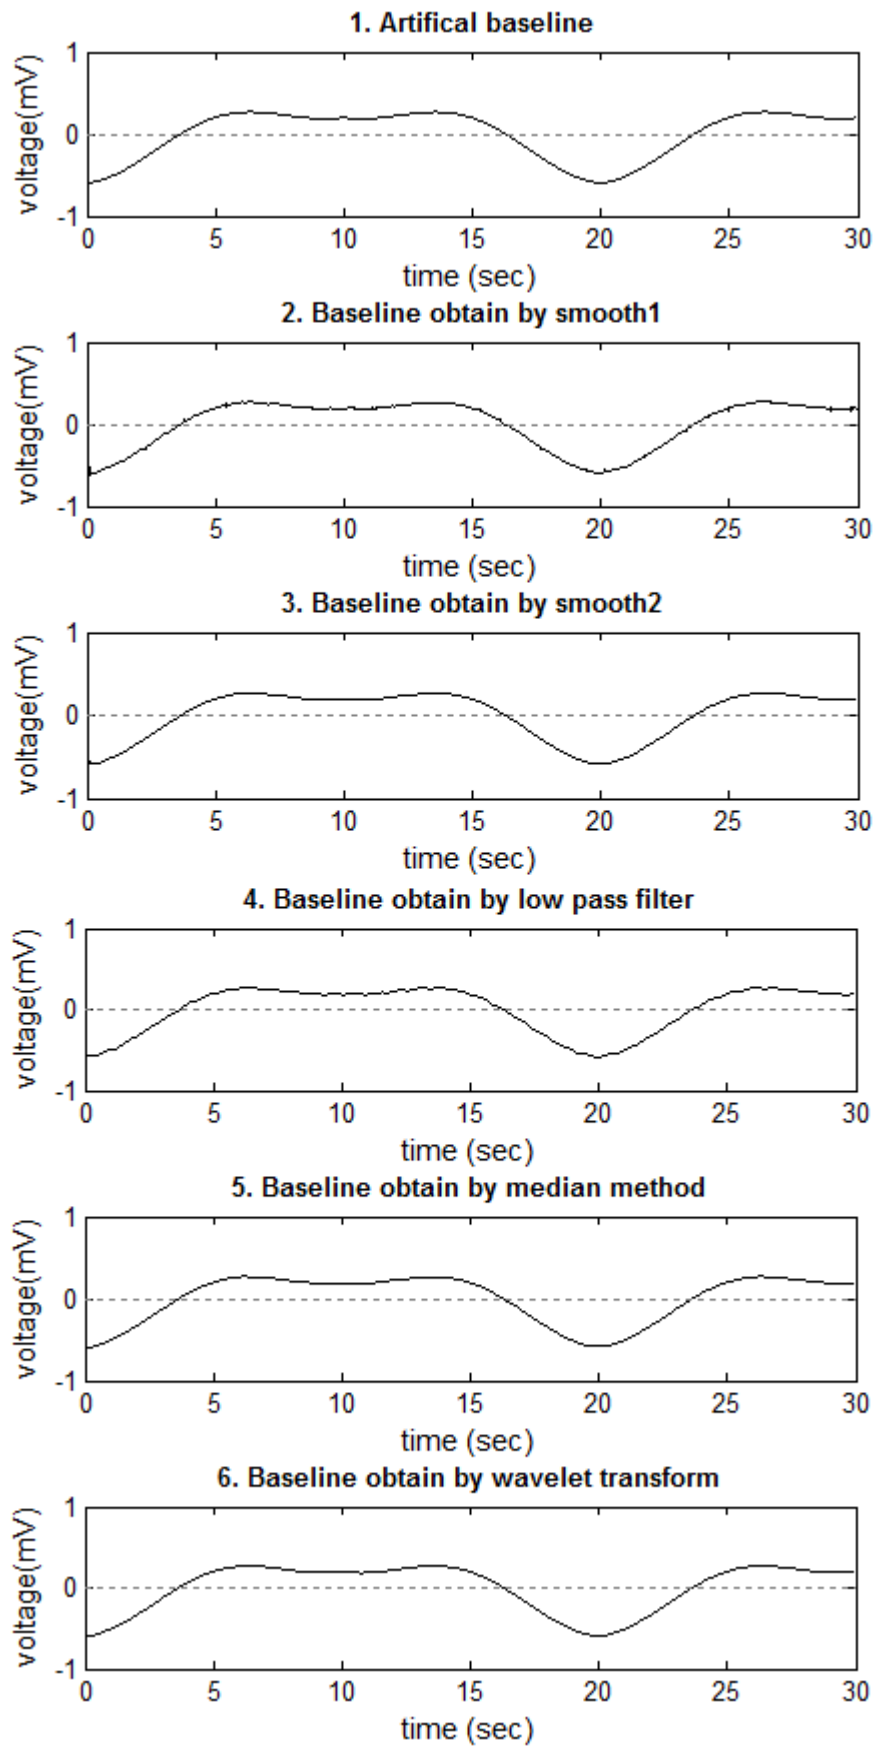 1. Artifical baseline
voltage(mV)
1
0
-1
0 5 10 15 20 25 30
time (sec)
2. Baseline obtain by smooth1
voltage(mV)
1
0
-1
0 5 10 15 20 25 30
time (sec)
3. Baseline obtain by smooth2
voltage(mV)
1
0
-1
0 5 10 15 20 25 30
time (sec)
4. Baseline obtain by low pass filter
voltage(mV)
1
0
-1
0 5 10 15 20 25 30
time (sec)
5. Baseline obtain by median method
voltage(mV)
1
0
-1
0 5 10 15 20 25 30
time (sec)
6. Baseline obtain by wavelet transform
voltage(mV)
1
0
-1
0 5 10 15 20 25 30
time (sec)